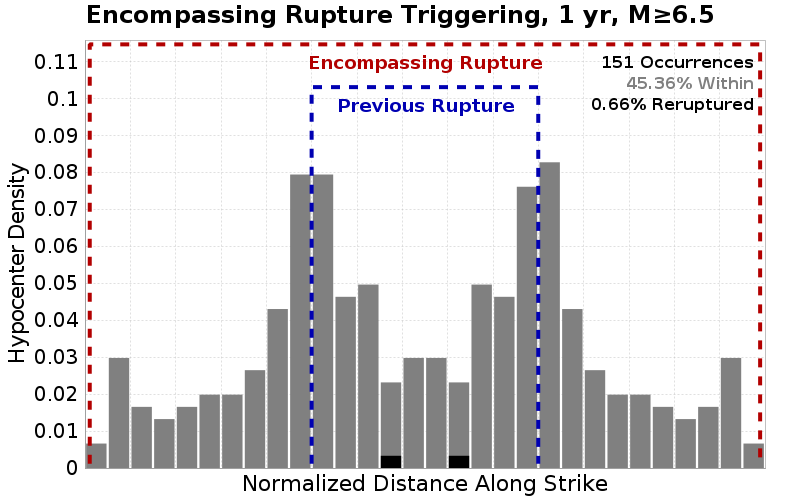 Encompassing Rupture Triggering, 1 yr, M≥6.5
Encompassing Rupture
151 Occurrences
45.36% Within
0.66% Reruptured
Previous Rupture
Hypocenter Density
0.11
0.1
0.09
0.08
0.07
0.06
0.05
0.04
0.03
0.02
0.01
0
Normalized Distance Along Strike